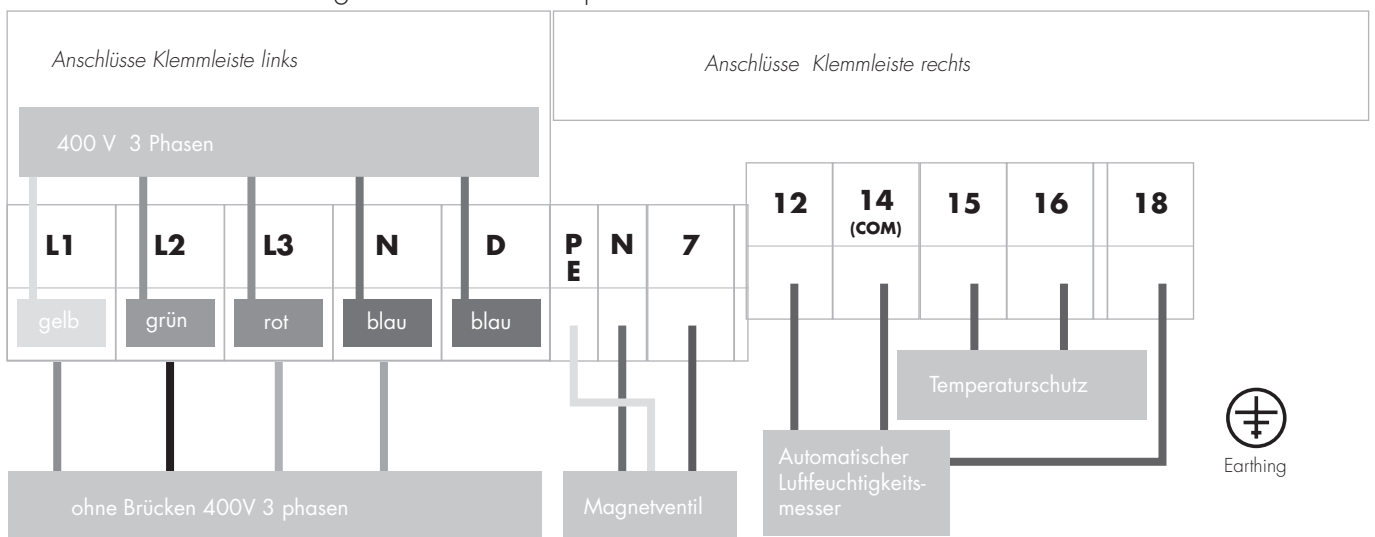 Anschlüsse Klemmleiste links
Anschlüsse Klemmleiste rechts
400 V 3 Phasen
12
14
(COM)
15
16
18
L1
L2
L3
N
D
P
E
N
7
gelb
grün
rot
blau
blau
Temperaturschutz
Automatischer
Luftfeuchtigkeits-
messer
Earthing
ohne Brücken 400V 3 phasen
Magnetventil